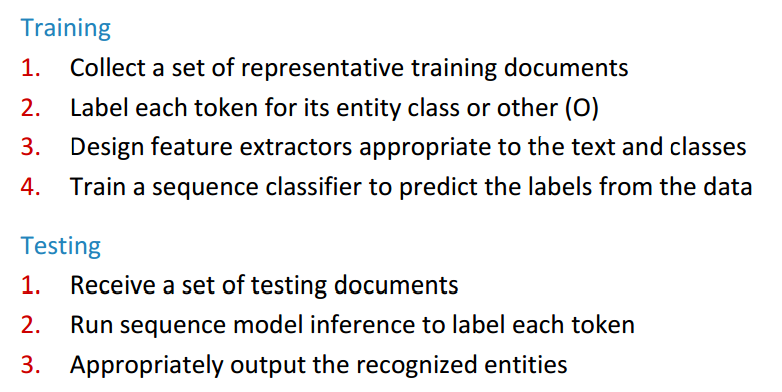 Training
1. Collect a set of representative training documents
2. Label each token for its entity class or other (O)
3. Design feature extractors appropriate to the text and classes
4. Train a sequence classifier to predict the labels from the data
Testing
1. Receive a set of testing documents
2. Run sequence model inference to label each token
3. Appropriately output the recognized entities